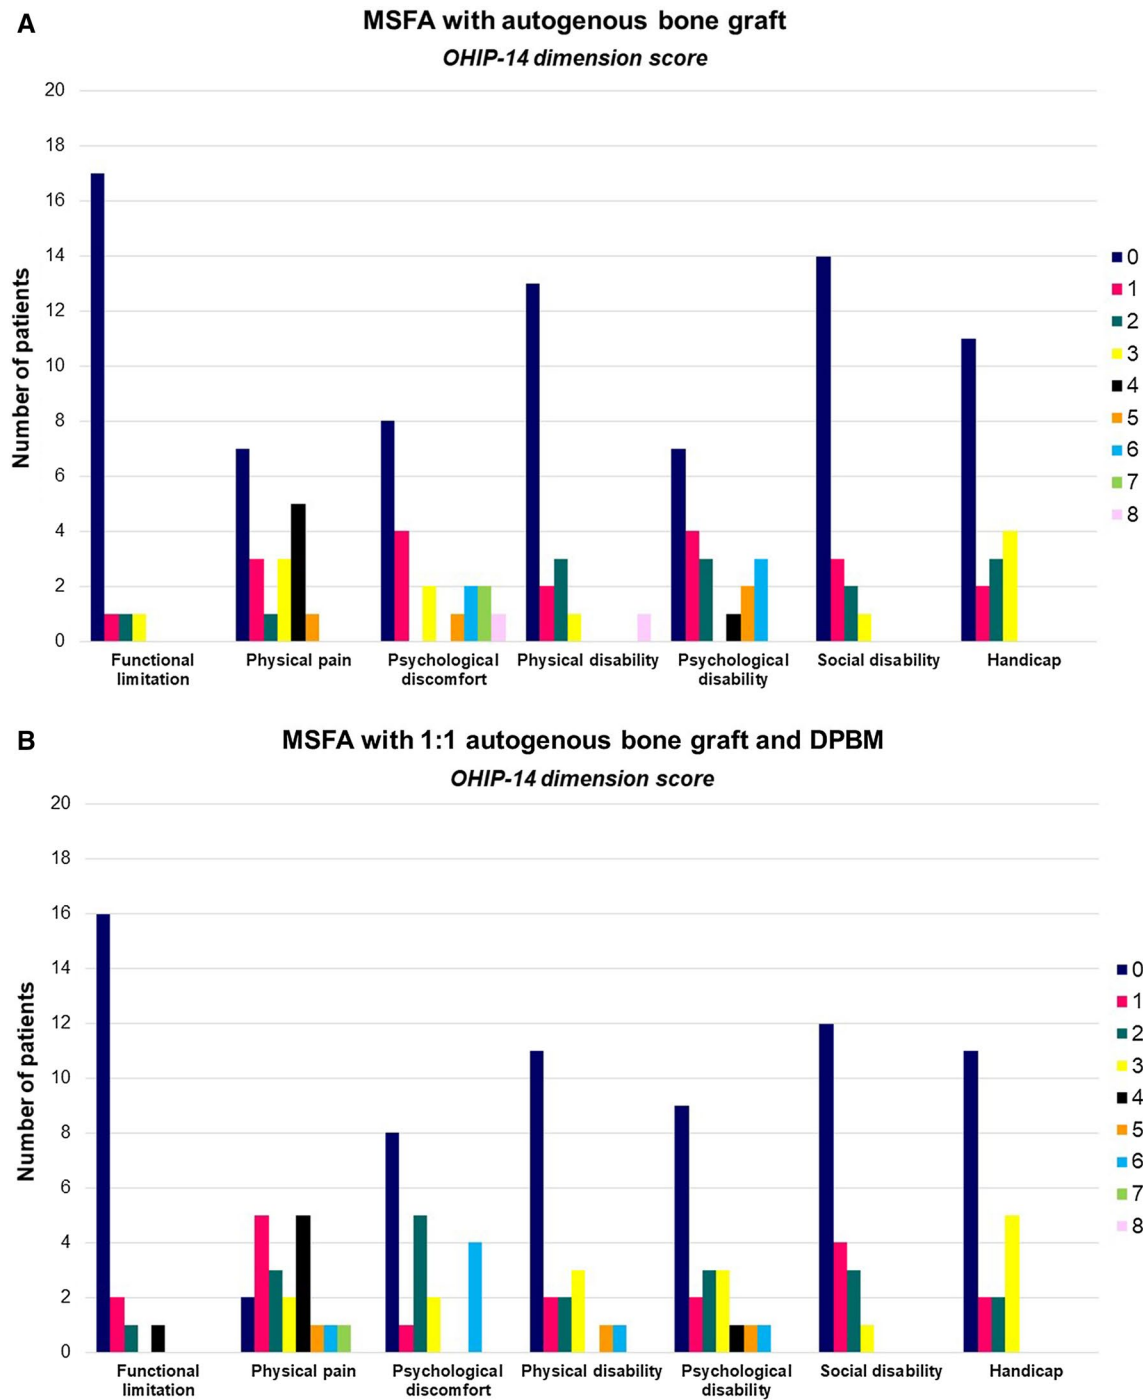 A
MSFA with autogenous bone graft
OHIP-14 dimension score
Number of patients
20
18
16
14
12
10
8
6
4
2
0
Functional limitation
Physical pain
Psychological discomfort
Physical disability
Psychological disability
Social disability
Handicap
0
1
2
3
4
5
6
7
8
B
MSFA with 1:1 autogenous bone graft and DPBM
OHIP-14 dimension score
Number of patients
20
18
16
14
12
10
8
6
4
2
0
Functional limitation
Physical pain
Psychological discomfort
Physical disability
Psychological disability
Social disability
Handicap
0
1
2
3
4
5
6
7
8